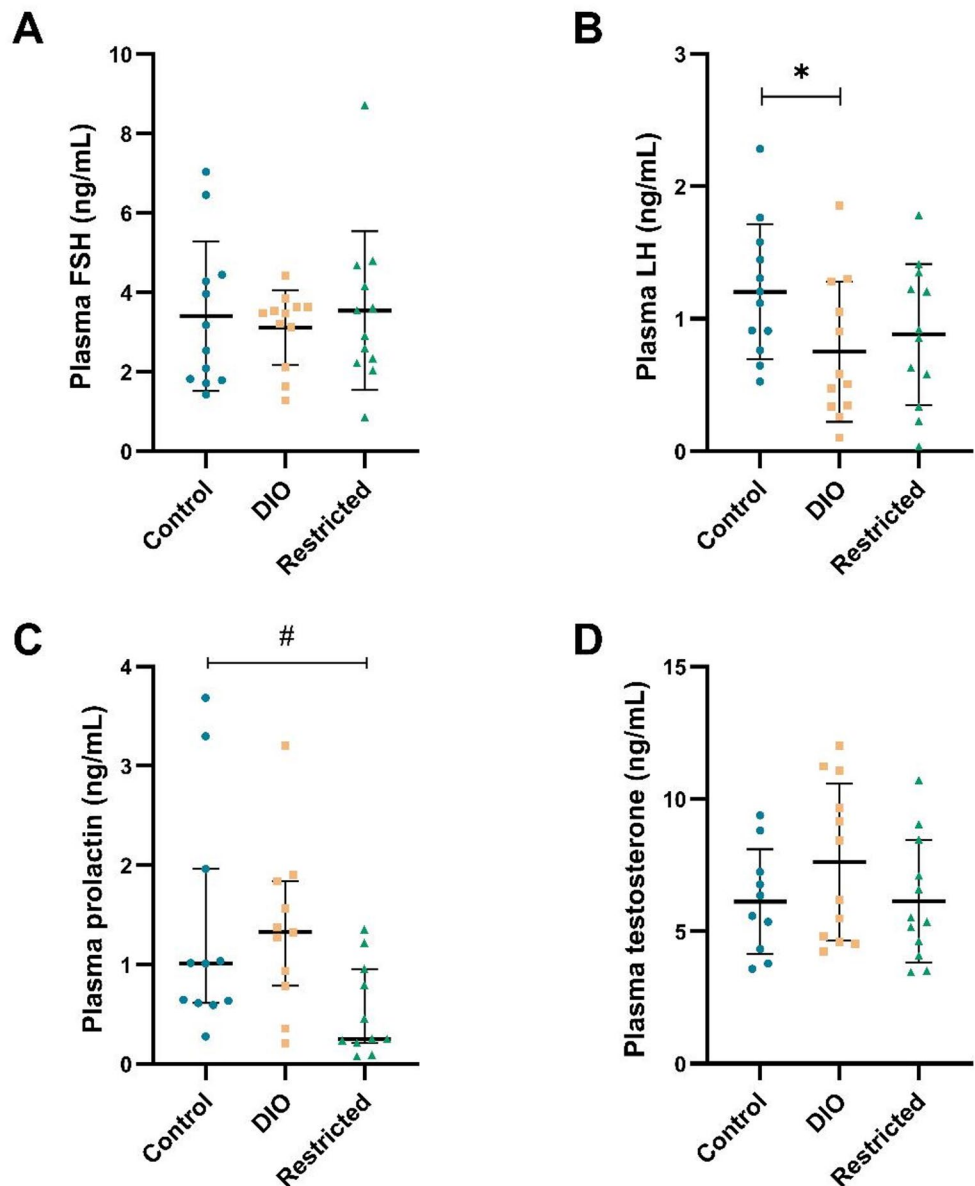 A
Plasma FSH (ng/mL)
10
8
6
4
2
0
Control
DIO
Restricted
B
Plasma LH (ng/mL)
3
2
1
0
*
Control
DIO
Restricted
C
Plasma prolactin (ng/mL)
4
3
2
1
0
#
Control
DIO
Restricted
D
Plasma testosterone (ng/mL)
15
10
5
0
Control
DIO
Restricted